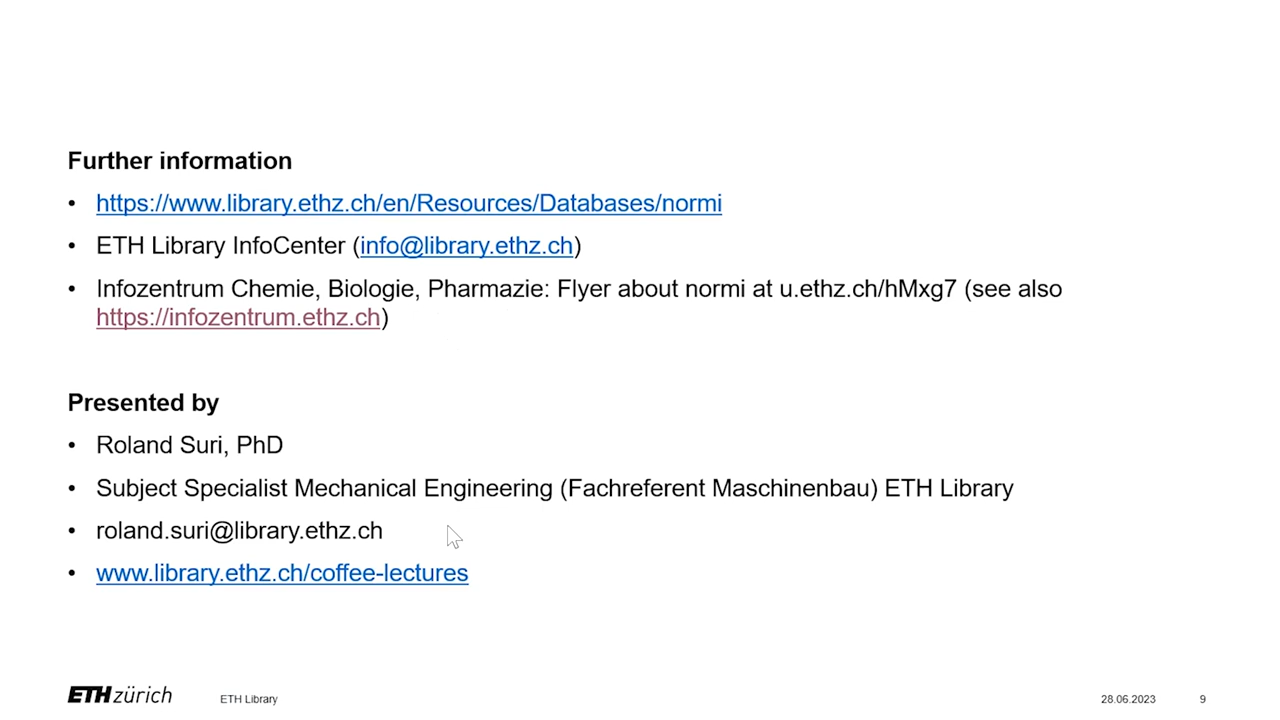 Further information
• https://www.library.ethz.ch/en/Resources/Databases/normi
• ETH Library InfoCenter (info@library.ethz.ch)
• Infozentrum Chemie, Biologie, Pharmazie: Flyer about normi at u.ethz.ch/hMxg7 (see also
https://infozentrum.ethz.ch)
Presented by
• Roland Suri, PhD
• Subject Specialist Mechanical Engineering (Fachreferent Maschinenbau) ETH Library
• roland.suri@library.ethz.ch
• www.library.ethz.ch/coffee-lectures
ETH zürich ETH Library 28.06.2023 9